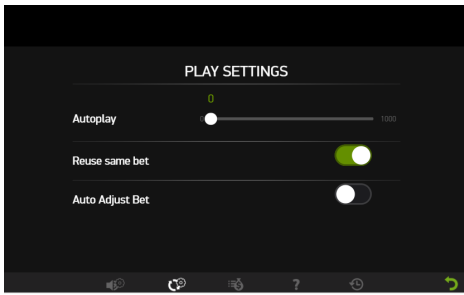 PLAY SETTINGS
0
Autoplay 0 1000
Reuse same bet
Auto Adjust Bet
?